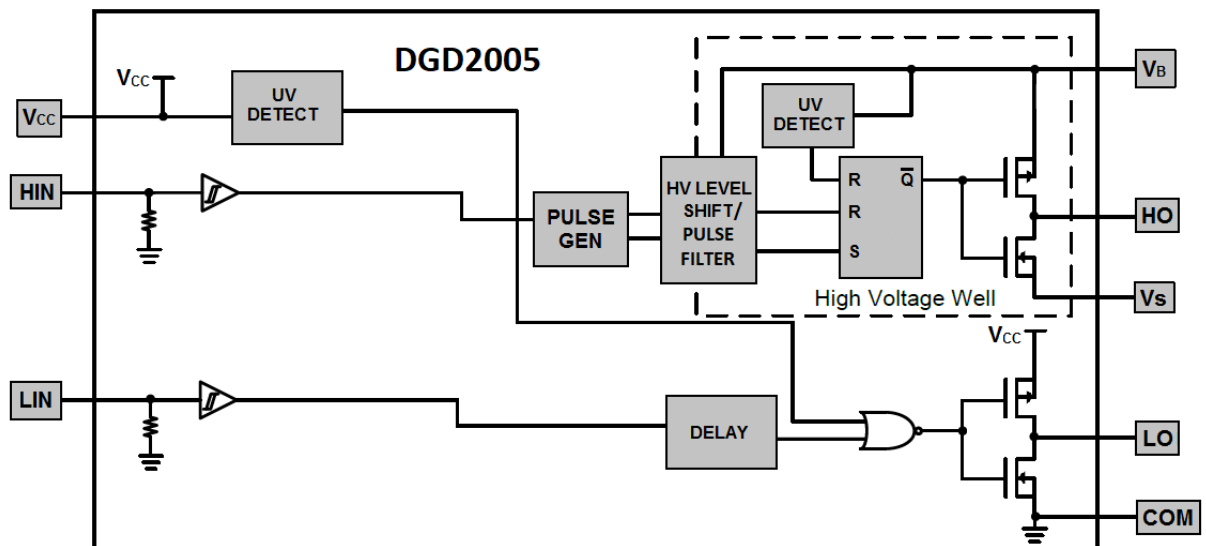 DGD2005
VCC
UV
DETECT
VCC
HIN
UV
DETECT
VB
HV LEVEL
SHIFT/
PULSE
FILTER
R Q̅
R
S
PULSE
GEN
HO
High Voltage Well
Vs
VCC
LIN
DELAY
LO
COM